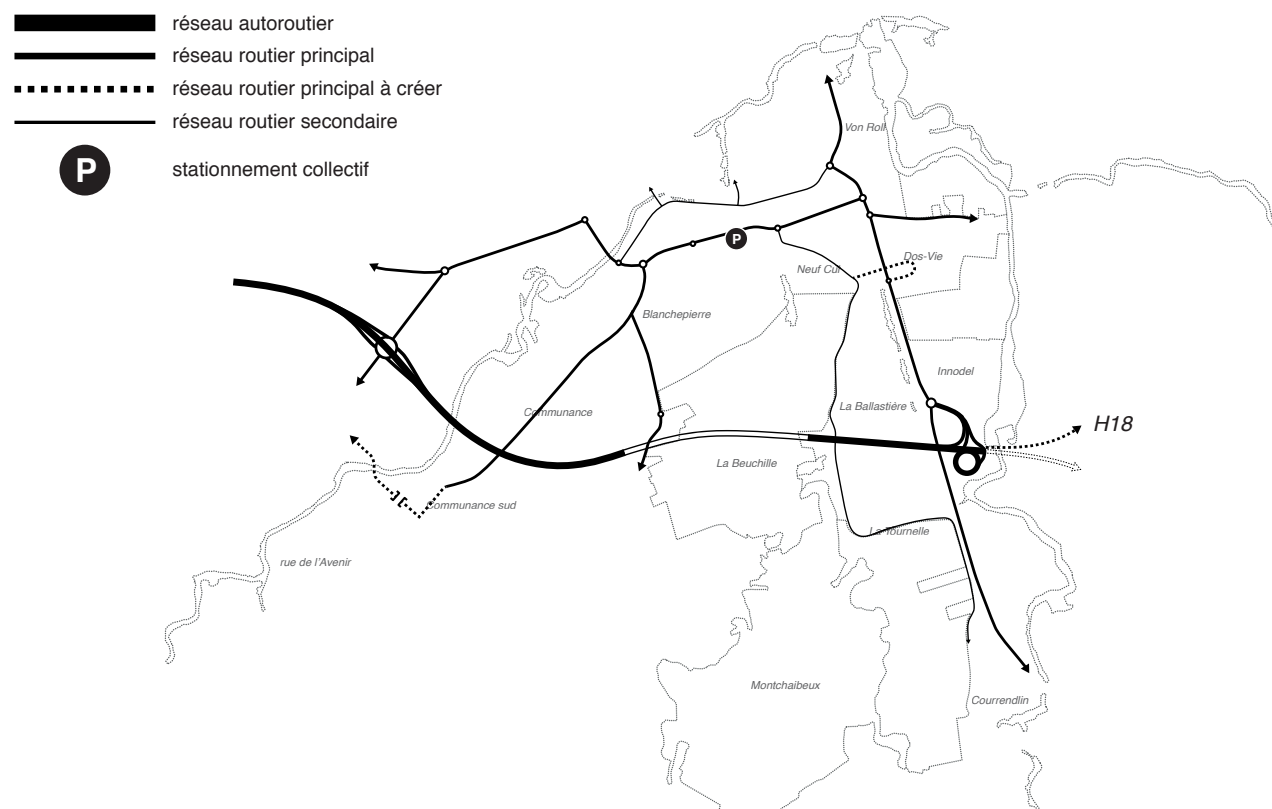 réseau autoroutier
réseau routier principal
réseau routier principal à créer
réseau routier secondaire
P
stationnement collectif
Von Roll
P
Neuf Cul
Dos-Vie
Blanchepierre
Innodel
La Ballastière
Communance
H18
La Beuchille
Communance sud
La Tournelle
rue de l'Avenir
Montchaibeux
Courrendlin